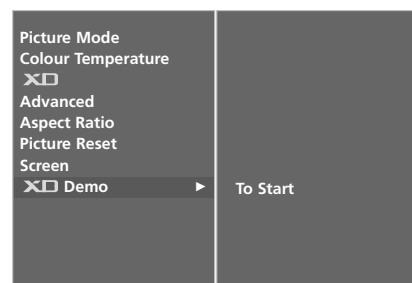 Picture Mode
Colour Temperature
XD
Advanced
Aspect Ratio
Picture Reset
Screen
XD Demo ► To Start